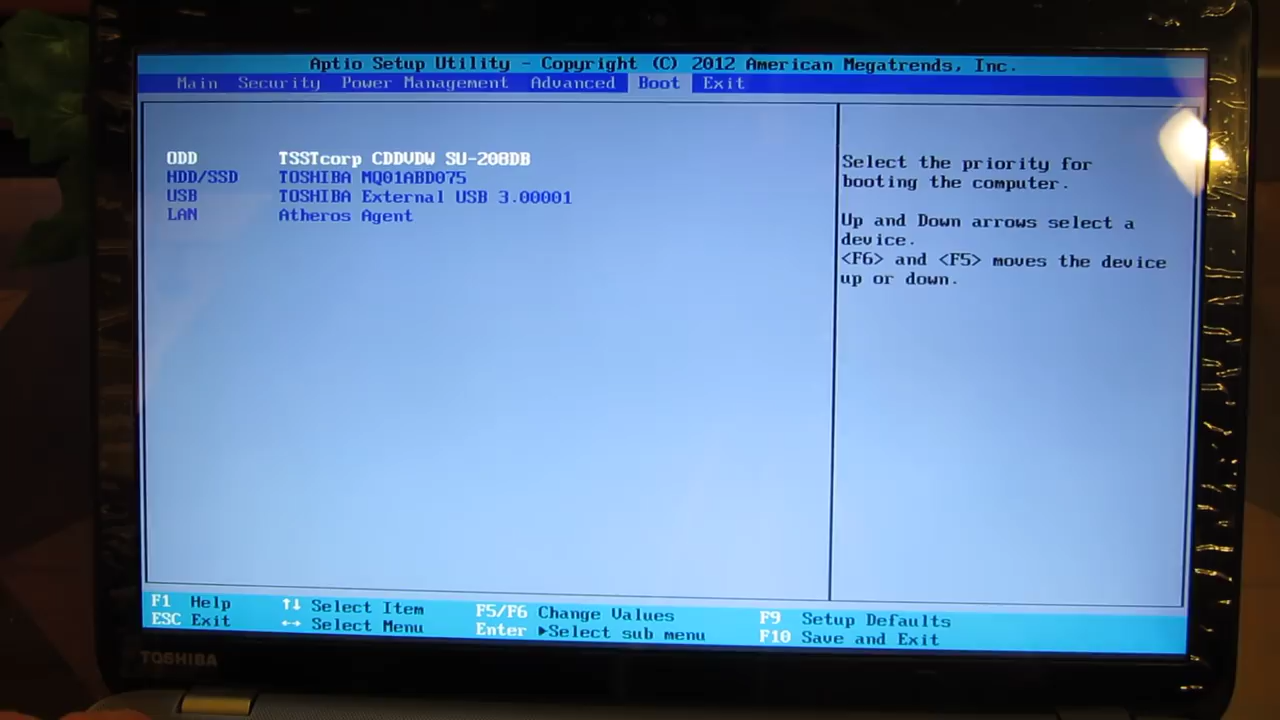 Aptio Setup Utility - Copyright (C) 2012 American Megatrends, Inc.
Main Security Power Management Advanced Boot Exit
ODD TSSTcorp CDDVDW SU-208DB
HDD/SSD TOSHIBA MQ01ABD075
USB TOSHIBA External USB 3.00001
LAN Atheros Agent
Select the priority for
booting the computer.
Up and Down arrows select a
device.
<F6> and <F5> moves the device
up or down.
F1 Help ↑↓ Select Item F5/F6 Change Values F9 Setup Defaults
ESC Exit ←→ Select Menu Enter ►Select sub menu F10 Save and Exit
TOSHIBA